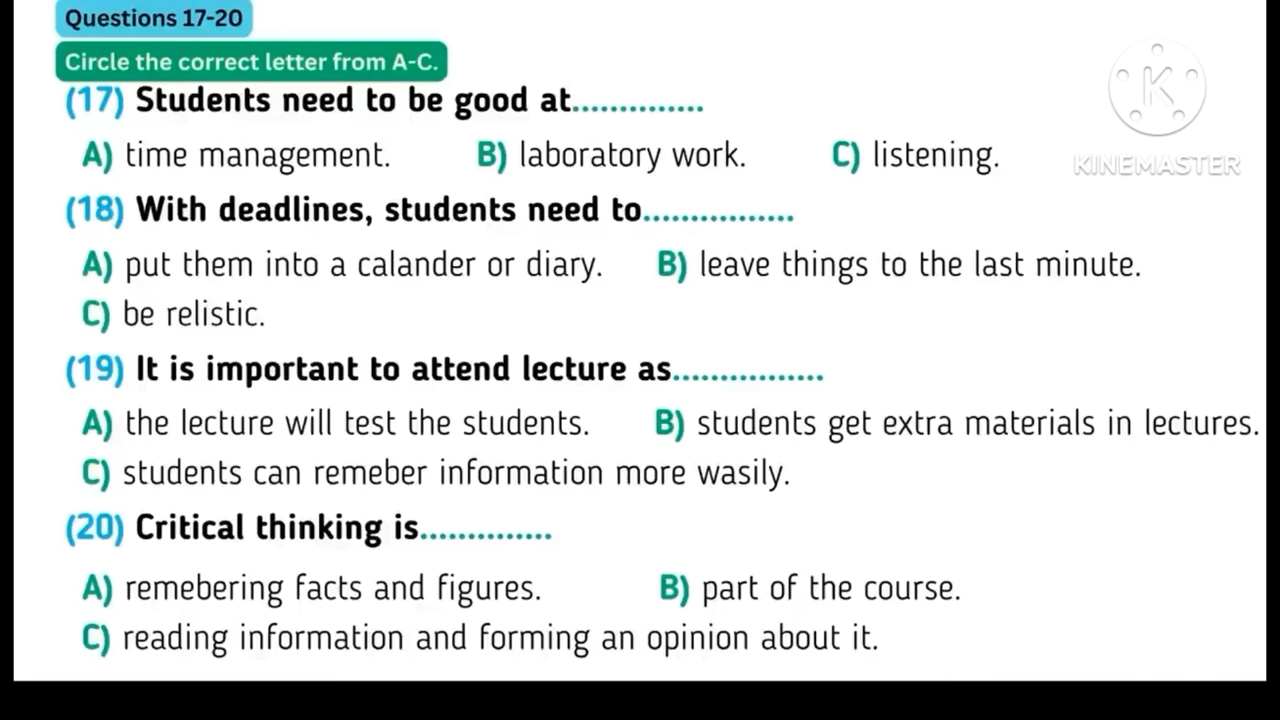 Questions 17-20
Circle the correct letter from A-C.
(17) Students need to be good at..............
A) time management. B) laboratory work. C) listening.
(18) With deadlines, students need to................
A) put them into a calander or diary. B) leave things to the last minute.
C) be relistic.
(19) It is important to attend lecture as................
A) the lecture will test the students. B) students get extra materials in lectures.
C) students can remeber information more wasily.
(20) Critical thinking is..............
A) remebering facts and figures. B) part of the course.
C) reading information and forming an opinion about it.
K
KINEMASTER